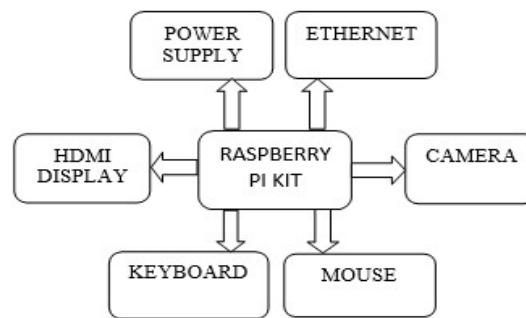 POWER
SUPPLY
ETHERNET
HDMI
DISPLAY
RASPBERRY
PI KIT
CAMERA
KEYBOARD
MOUSE